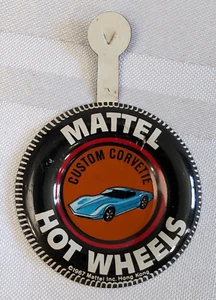 MATTEL
CUSTOM CORVETTE
HOT WHEELS
©1967 Mattel Inc. Hong Kong